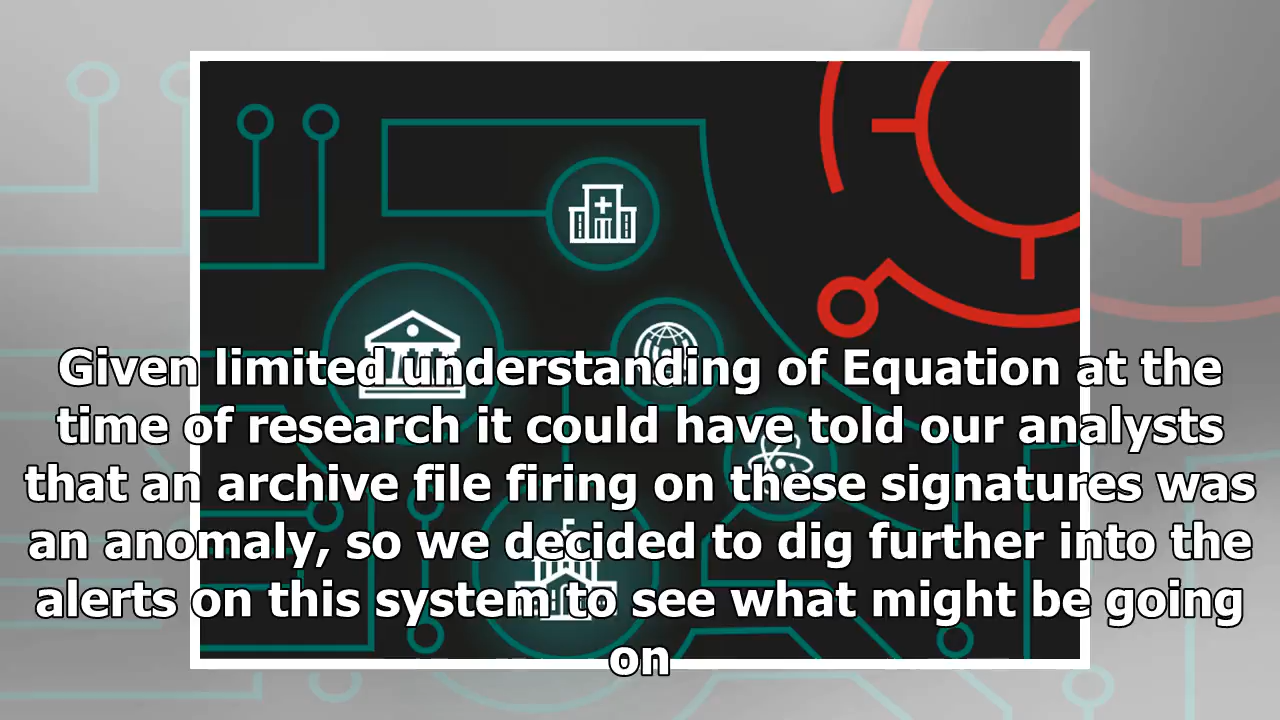 Given limited understanding of Equation at the
time of research it could have told our analysts
that an archive file firing on these signatures was
an anomaly, so we decided to dig further into the
alerts on this system to see what might be going
on